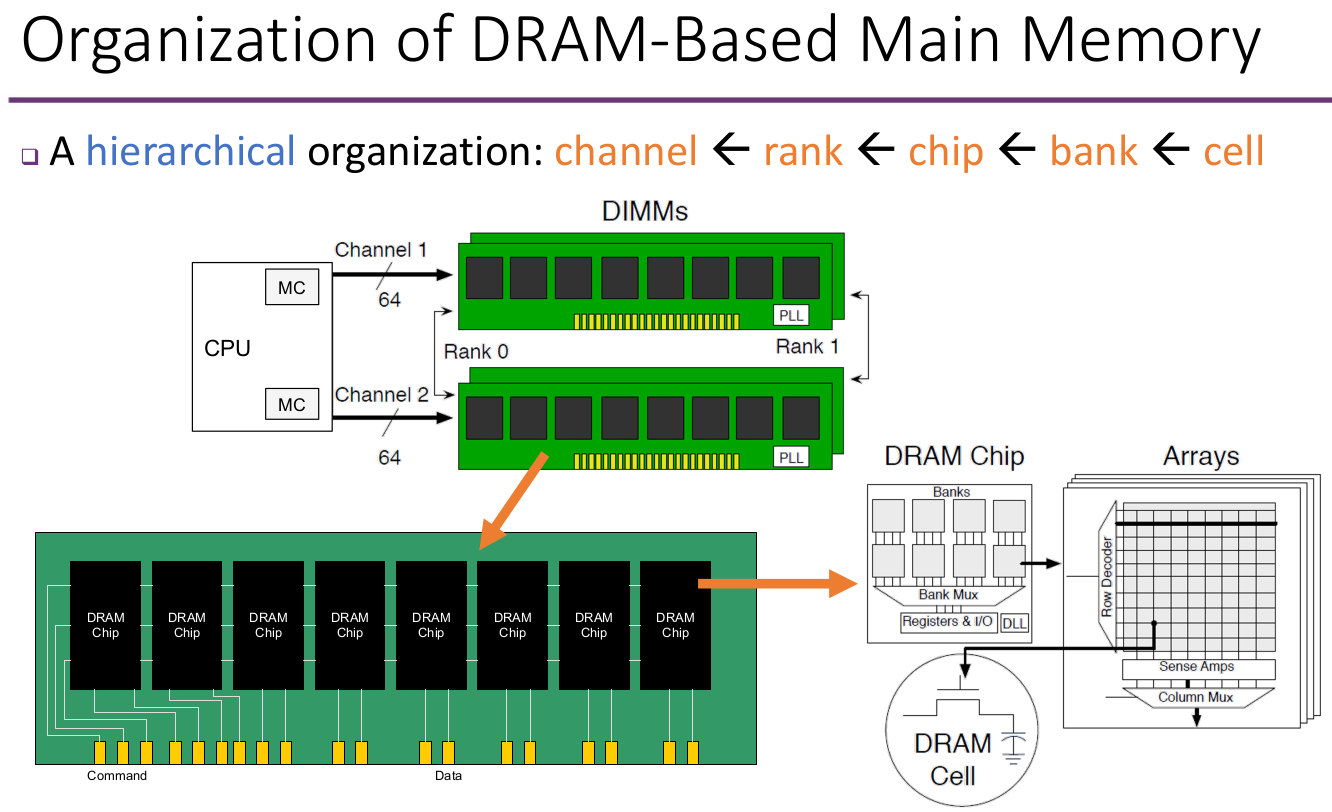 Organization of DRAM-Based Main Memory
A hierarchical organization: channel ← rank ← chip ← bank ← cell
DIMMs
Channel 1
MC
64
PLL
CPU
Rank 0
Rank 1
Channel 2
MC
64
PLL
DRAM Chip
Arrays
Banks
Bank Mux
Registers & I/O
DLL
Row Decoder
Sense Amps
Column Mux
DRAM
Cell
DRAM
Chip
DRAM
Chip
DRAM
Chip
DRAM
Chip
DRAM
Chip
DRAM
Chip
DRAM
Chip
DRAM
Chip
Command
Data